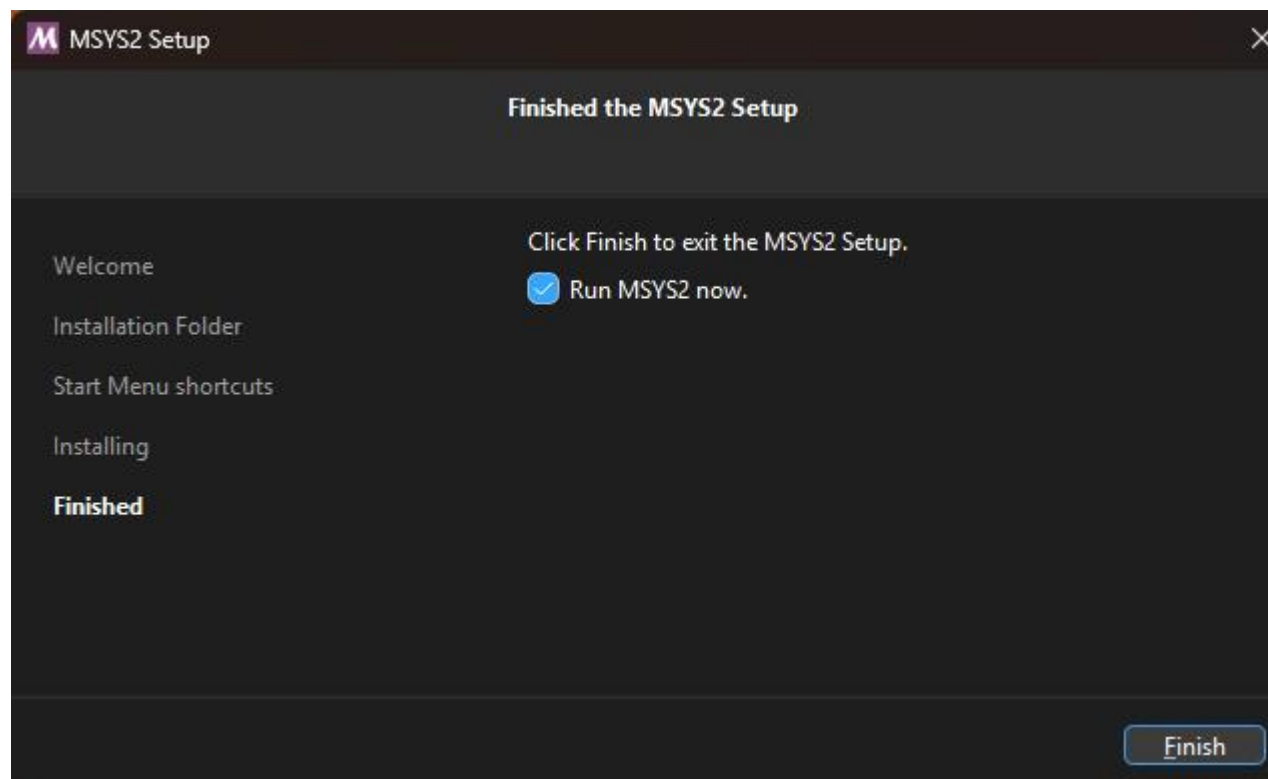 MSYS2 Setup
Finished the MSYS2 Setup
Welcome
Installation Folder
Start Menu shortcuts
Installing
Finished
Click Finish to exit the MSYS2 Setup.
Run MSYS2 now.
Finish